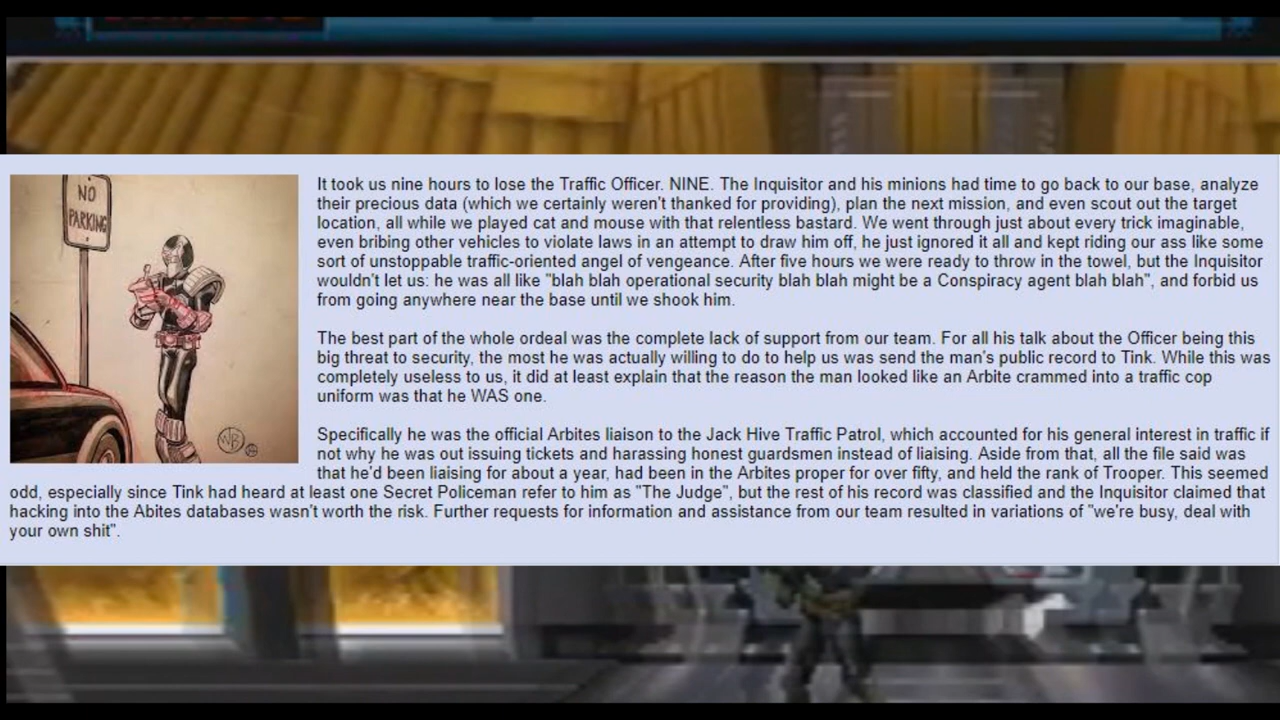 NO
PARKING
It took us nine hours to lose the Traffic Officer. NINE. The Inquisitor and his minions had time to go back to our base, analyze
their precious data (which we certainly weren't thanked for providing), plan the next mission, and even scout out the target
location, all while we played cat and mouse with that relentless bastard. We went through just about every trick imaginable,
even bribing other vehicles to violate laws in an attempt to draw him off, he just ignored it all and kept riding our ass like some
sort of unstoppable traffic-oriented angel of vengeance. After five hours we were ready to throw in the towel, but the Inquisitor
wouldn't let us: he was all like "blah blah operational security blah blah might be a Conspiracy agent blah blah", and forbid us
from going anywhere near the base until we shook him.
The best part of the whole ordeal was the complete lack of support from our team. For all his talk about the Officer being this
big threat to security, the most he was actually willing to do to help us was send the man's public record to Tink. While this was
completely useless to us, it did at least explain that the reason the man looked like an Arbite crammed into a traffic cop
uniform was that he WAS one.
Specifically he was the official Arbites liaison to the Jack Hive Traffic Patrol, which accounted for his general interest in traffic if
not why he was out issuing tickets and harassing honest guardsmen instead of liaising. Aside from that, all the file said was
that he'd been liaising for about a year, had been in the Arbites proper for over fifty, and held the rank of Trooper. This seemed
odd, especially since Tink had heard at least one Secret Policeman refer to him as "The Judge", but the rest of his record was classified and the Inquisitor claimed that
hacking into the Abites databases wasn't worth the risk. Further requests for information and assistance from our team resulted in variations of "we're busy, deal with
your own shit".